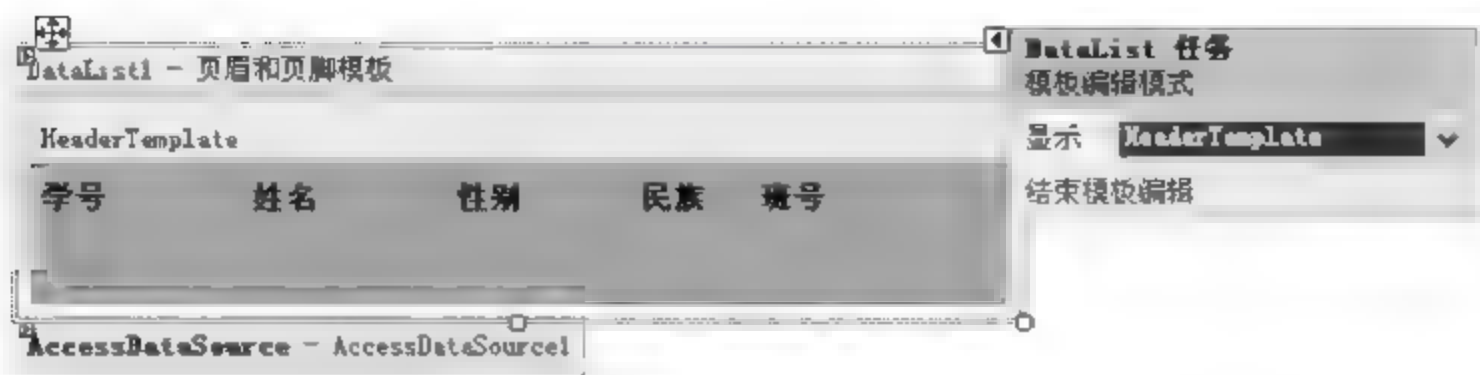 DataList1 - 页眉和页脚模板
HeaderTemplate
学号 姓名 性别 民族 班号
AccessDataSource - AccessDataSource1
DataList 任务
模板编辑模式
显示 HeaderTemplate
结束模板编辑